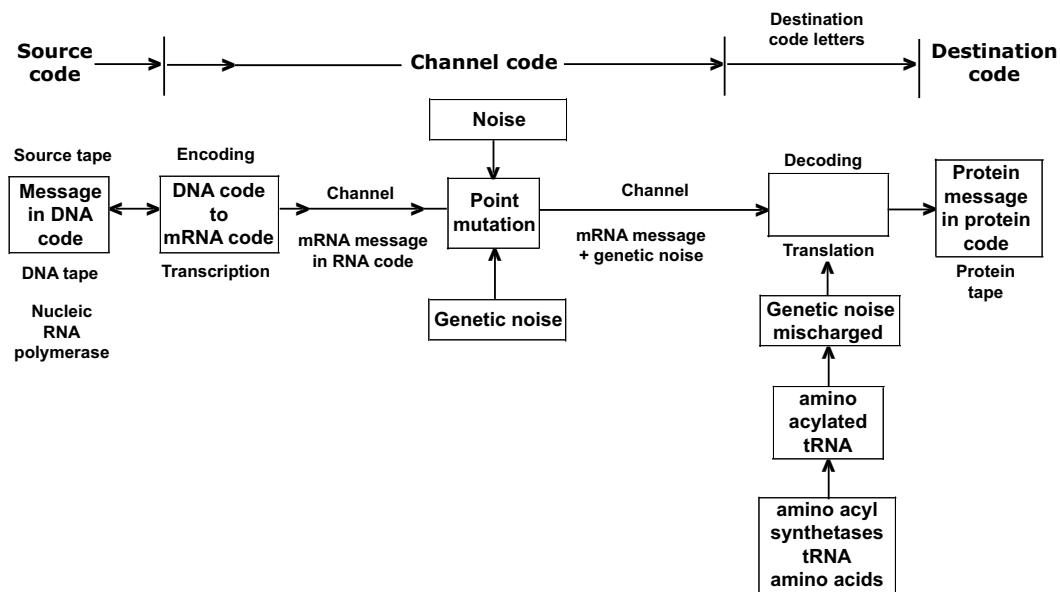 Source
code
Channel code
Destination
code letters
Destination
code
Noise
Source tape
Message
in DNA
code
DNA tape
Nucleic
RNA
polymerase
Encoding
DNA code
to
mRNA code
Transcription
Channel
mRNA message
in RNA code
Point
mutation
Genetic noise
Channel
mRNA message
+ genetic noise
Decoding
Translation
Genetic noise
mischarged
amino
acylated
tRNA
amino acyl
synthetases
tRNA
amino acids
Protein
message
in protein
code
Protein
tape